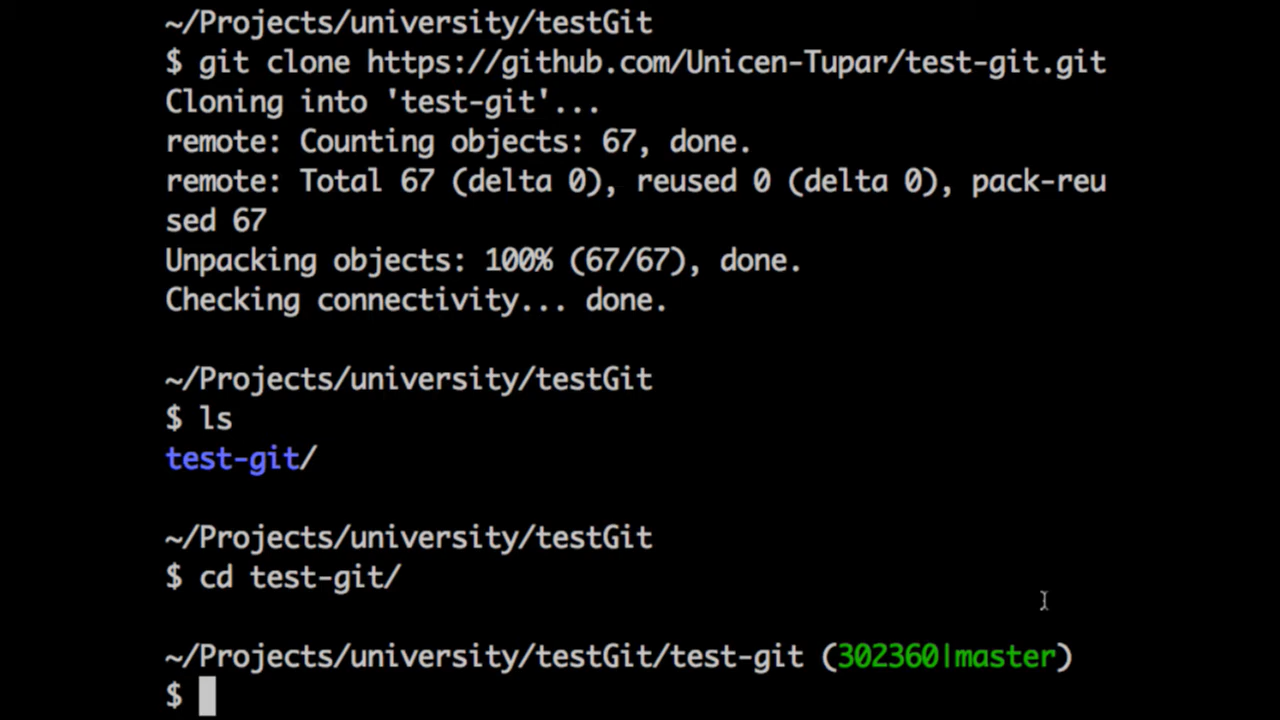 ~/Projects/university/testGit
$ git clone https://github.com/Unicen-Tupar/test-git.git
Cloning into 'test-git'...
remote: Counting objects: 67, done.
remote: Total 67 (delta 0), reused 0 (delta 0), pack-reu
sed 67
Unpacking objects: 100% (67/67), done.
Checking connectivity... done.
~/Projects/university/testGit
$ ls
test-git/
~/Projects/university/testGit
$ cd test-git/
~/Projects/university/testGit/test-git (302360|master)
$